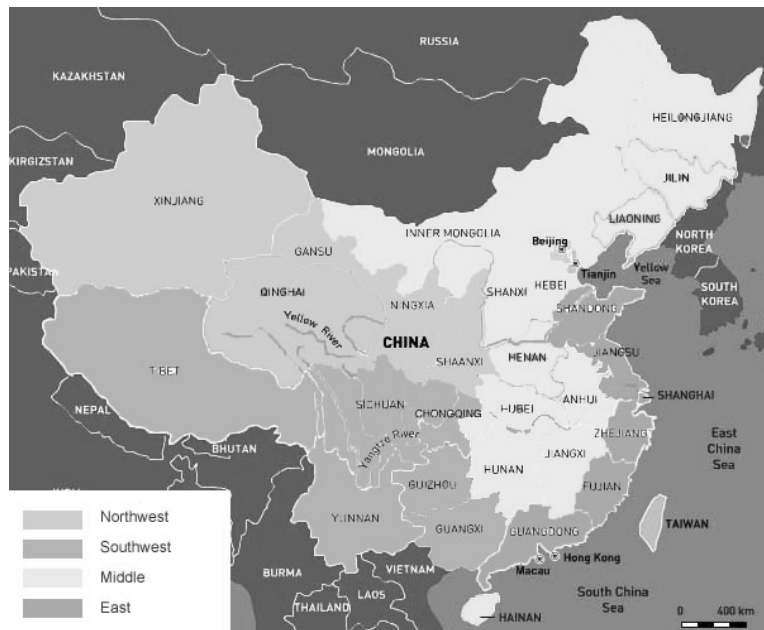 RUSSIA
KAZAKHSTAN
HEILONGJIANG
MONGOLIA
KIRGIZSTAN
JILIN
XINJIANG
LIAONING
INNER MONGOLIA
NORTH
KOREA
Beijing
GANSU
Tianjin
Yellow
Sea
PAKISTAN
HEBEI
SOUTH
KOREA
QINGHAI
SHANXI
NINGXIA
SHANDONG
Yellow River
CHINA
TIBET
SHAANXI
HENAN
JIANGSU
SICHUAN
ANHUI
SHANGHAI
CHONGQING
HUBEI
NEPAL
ZHEJIANG
East
China
Sea
BHUTAN
Yangtze River
JIANGXI
HUNAN
GUIZHOU
FUJIAN
Northwest
YUNNAN
GUANGXI
GUANGDONG
TAIWAN
Southwest
Hong Kong
Macau
BURMA
VIETNAM
Middle
LAOS
South China
Sea
East
THAILAND
HAINAN
0 400 km